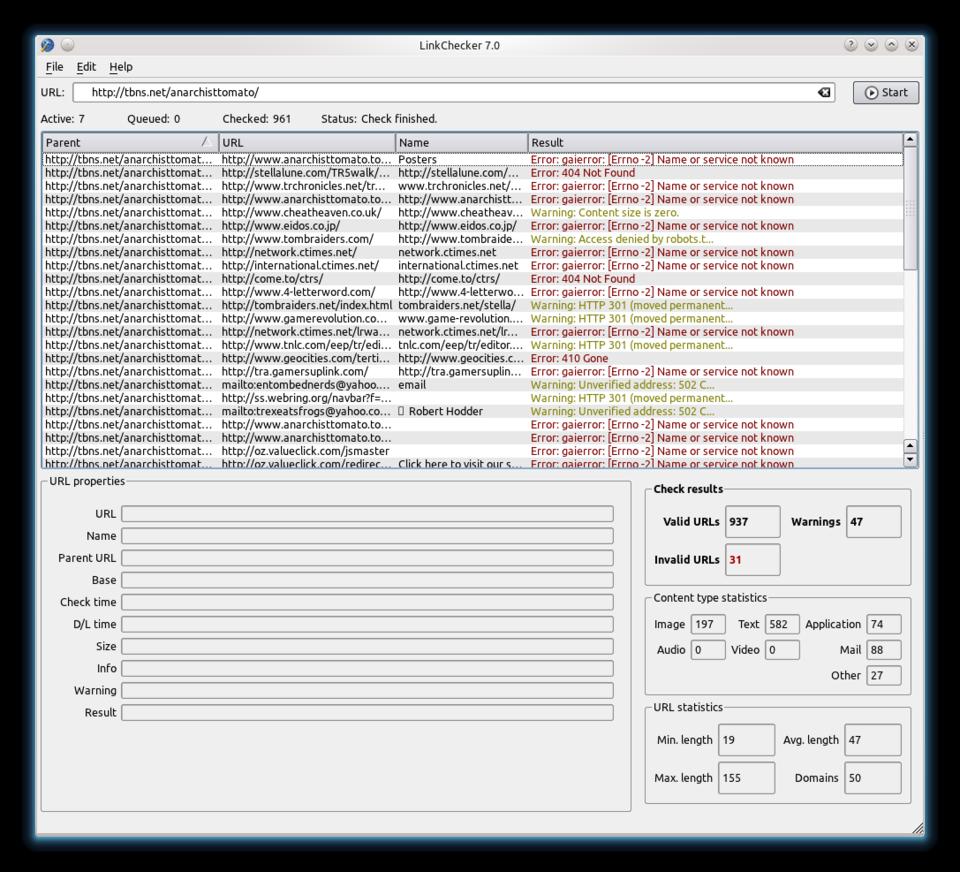 LinkChecker 7.0
File Edit Help
URL: http://tbns.net/anarchisttomato/ Start
Active: 7 Queued: 0 Checked: 961 Status: Check finished.
Parent URL Name Result
http://tbns.net/anarchisttomat... http://www.anarchisttomato.to... Posters Error: gaierror: [Errno -2] Name or service not known
http://tbns.net/anarchisttomat... http://stellalune.com/TR5walk/... http://stellalune.com/... Error: 404 Not Found
http://tbns.net/anarchisttomat... http://www.trchronicles.net/tr... www.trchronicles.net/... Error: gaierror: [Errno -2] Name or service not known
http://tbns.net/anarchisttomat... http://www.anarchisttomato.to... http://www.anarchistt... Error: gaierror: [Errno -2] Name or service not known
http://tbns.net/anarchisttomat... http://www.cheatheaven.co.uk/ http://www.cheatheav... Warning: Content size is zero.
http://tbns.net/anarchisttomat... http://www.eidos.co.jp/ http://www.eidos.co.jp/ Error: gaierror: [Errno -2] Name or service not known
http://tbns.net/anarchisttomat... http://www.tombraiders.com/ http://www.tombraide... Warning: Access denied by robots.t...
http://tbns.net/anarchisttomat... http://network.ctimes.net/ network.ctimes.net Error: gaierror: [Errno -2] Name or service not known
http://tbns.net/anarchisttomat... http://international.ctimes.net/ international.ctimes.net Error: gaierror: [Errno -2] Name or service not known
http://tbns.net/anarchisttomat... http://come.to/ctrs/ http://come.to/ctrs/ Error: 404 Not Found
http://tbns.net/anarchisttomat... http://www.4-letterword.com/ http://www.4-letterwo... Error: gaierror: [Errno -2] Name or service not known
http://tbns.net/anarchisttomat... http://tombraiders.net/index.html tombraiders.net/stella/ Warning: HTTP 301 (moved permanent...
http://tbns.net/anarchisttomat... http://www.gamerevolution.co... www.game-revolution.... Warning: HTTP 301 (moved permanent...
http://tbns.net/anarchisttomat... http://network.ctimes.net/lrwa... network.ctimes.net/lr... Error: gaierror: [Errno -2] Name or service not known
http://tbns.net/anarchisttomat... http://www.tnlc.com/eep/tr/edi... tnlc.com/eep/tr/editor.... Warning: HTTP 301 (moved permanent...
http://tbns.net/anarchisttomat... http://www.geocities.com/terti... http://www.geocities.c... Error: 410 Gone
http://tbns.net/anarchisttomat... http://tra.gamersuplink.com/ http://tra.gamersuplin... Error: gaierror: [Errno -2] Name or service not known
http://tbns.net/anarchisttomat... mailto:entombednerds@yahoo.... email Warning: Unverified address: 502 C...
http://tbns.net/anarchisttomat... http://ss.webring.org/navbar?f=... Warning: HTTP 301 (moved permanent...
http://tbns.net/anarchisttomat... mailto:trexeatsfrogs@yahoo.co... Robert Hodder Warning: Unverified address: 502 C...
http://tbns.net/anarchisttomat... http://www.anarchisttomato.to... Error: gaierror: [Errno -2] Name or service not known
http://tbns.net/anarchisttomat... http://www.anarchisttomato.to... Error: gaierror: [Errno -2] Name or service not known
http://tbns.net/anarchisttomat... http://oz.valueclick.com/jsmaster Error: gaierror: [Errno -2] Name or service not known
http://tbns.net/anarchisttomat... http://oz.valueclick.com/redirec... Click here to visit our s... Error: gaierror: [Errno -2] Name or service not known
URL properties
URL
Name
Parent URL
Base
Check time
D/L time
Size
Info
Warning
Result
Check results
Valid URLs 937 Warnings 47
Invalid URLs 31
Content type statistics
Image 197 Text 582 Application 74
Audio 0 Video 0 Mail 88
Other 27
URL statistics
Min. length 19 Avg. length 47
Max. length 155 Domains 50